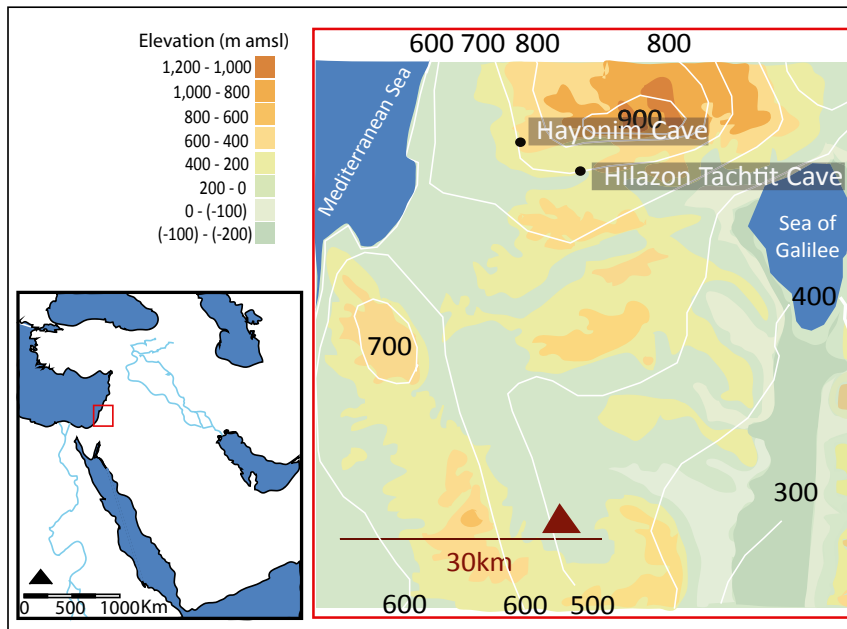 Elevation (m amsl)
1,200 - 1,000
1,000 - 800
800 - 600
600 - 400
400 - 200
200 - 0
0 - (-100)
(-100) - (-200)
600 700 800 800
Mediterranean Sea
900
Hayonim Cave
Hilazon Tachtit Cave
Sea of
Galilee
400
700
300
30km
600 600 500
0 500 1000Km